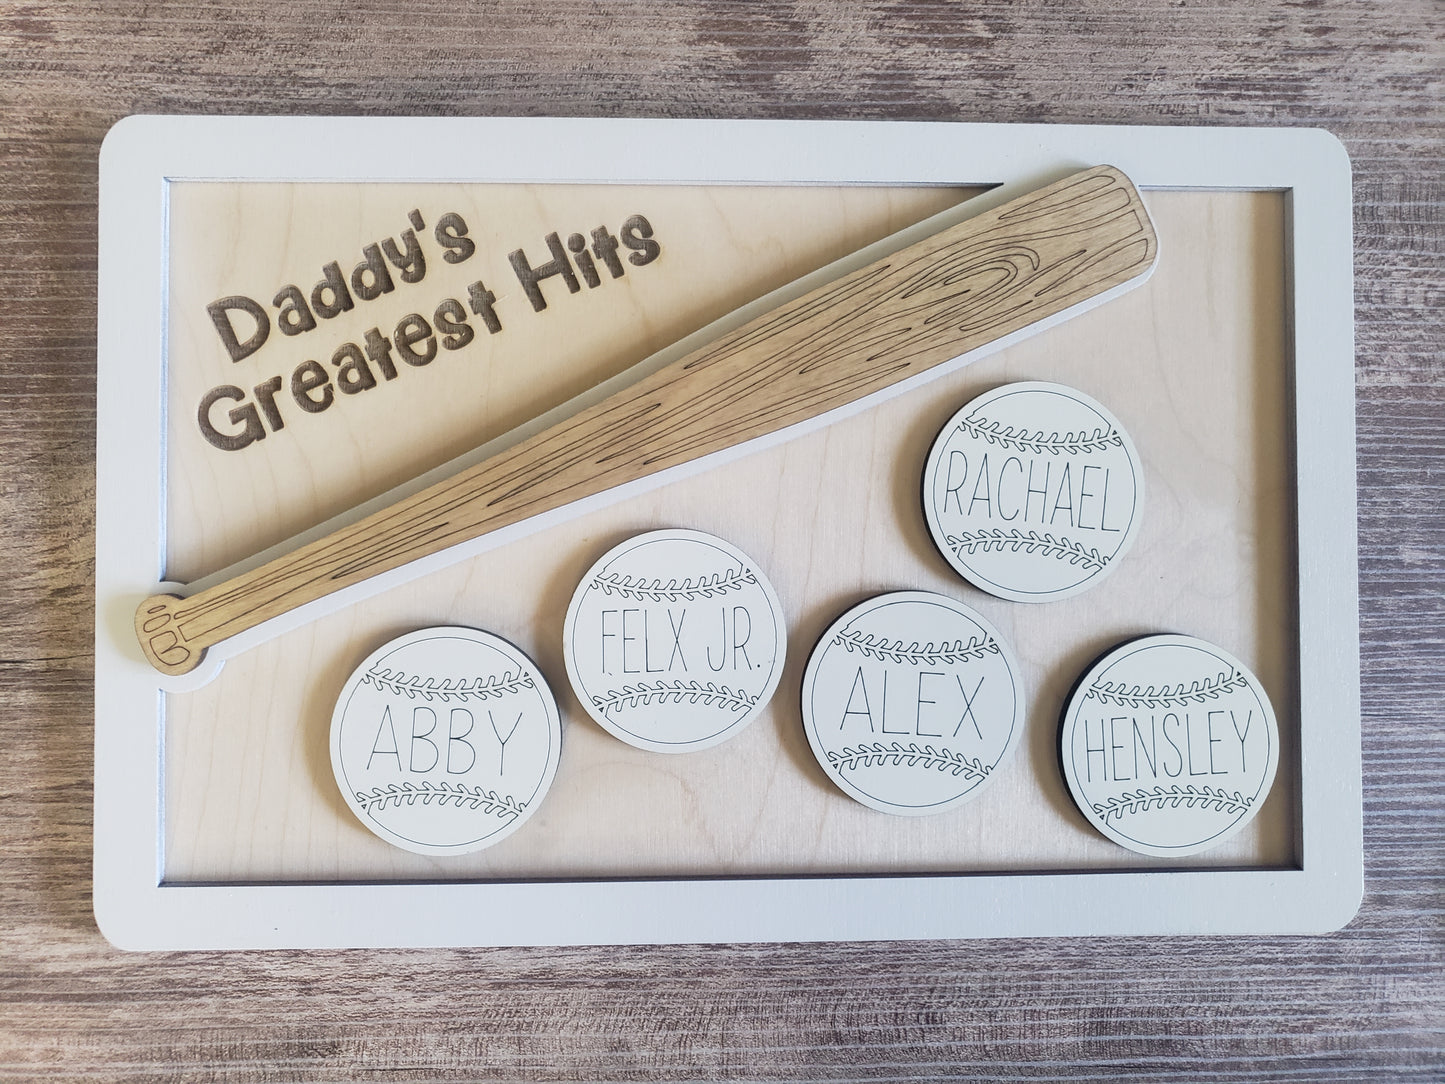 Daddy's
Greatest Hits
RACHAEL
FELX JR.
ABBY
ALEX
HENSLEY